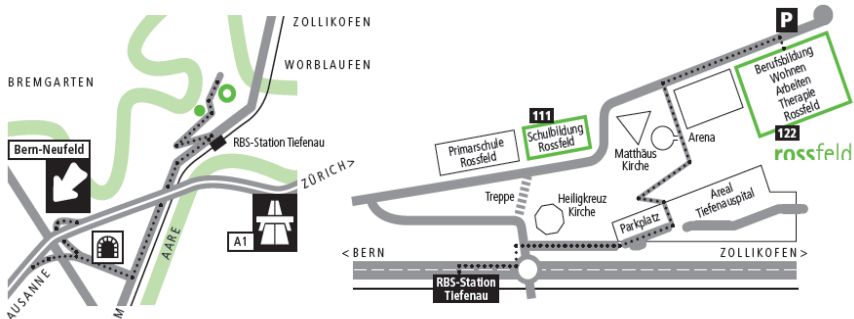 ZOLLIKOFEN
WORBLAUFEN
BREMGARTEN
RBS-Station Tiefenau
Bern-Neufeld
ZÜRICH>
A1
AARE
AUSANNE
M
P
Berufsbildung
Wohnen
Arbeiten
Therapie
Rossfeld
122
rossfeld
111
Schulbildung
Rossfeld
Primarschule
Rossfeld
Matthäus
Kirche
Arena
Treppe
Heiligkreuz
Kirche
Parkplatz
Areal
Tiefenauspital
<BERN
ZOLLIKOFEN>
RBS-Station
Tiefenau